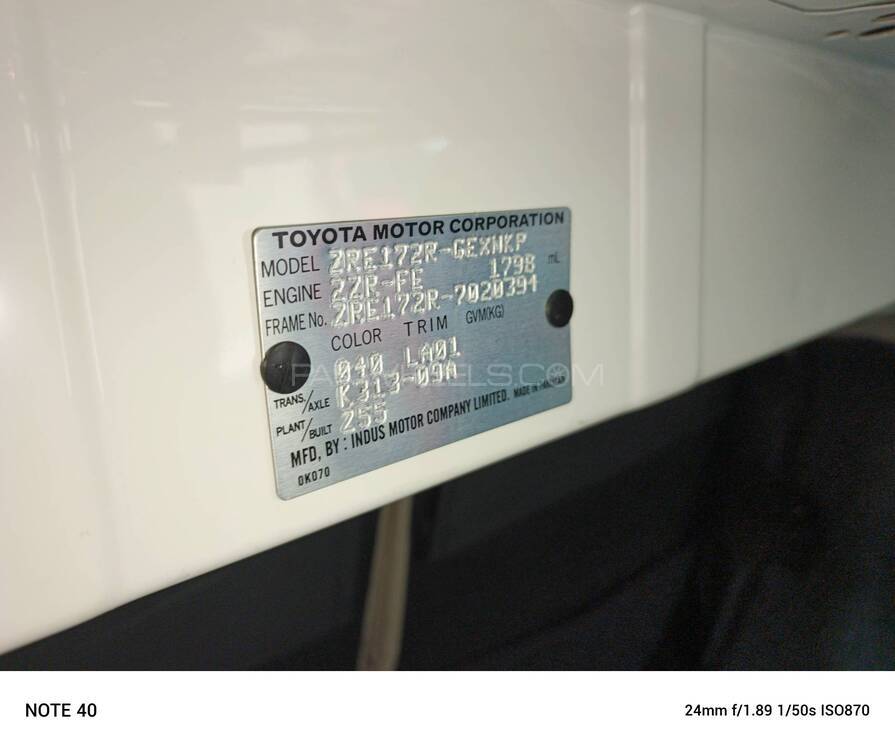 TOYOTA MOTOR CORPORATION
MODEL ZRE172R-GEXNKP
ENGINE 2ZR-FE 1798 mL
FRAME No. ZRE172R-7020394
COLOR TRIM GVM(KG)
040 LA01
TRANS./AXLE K313-09A
PLANT/BUILT 255
MFD, BY : INDUS MOTOR COMPANY LIMITED. MADE IN PAKISTAN
0K070
NOTE 40
24mm f/1.89 1/50s ISO870